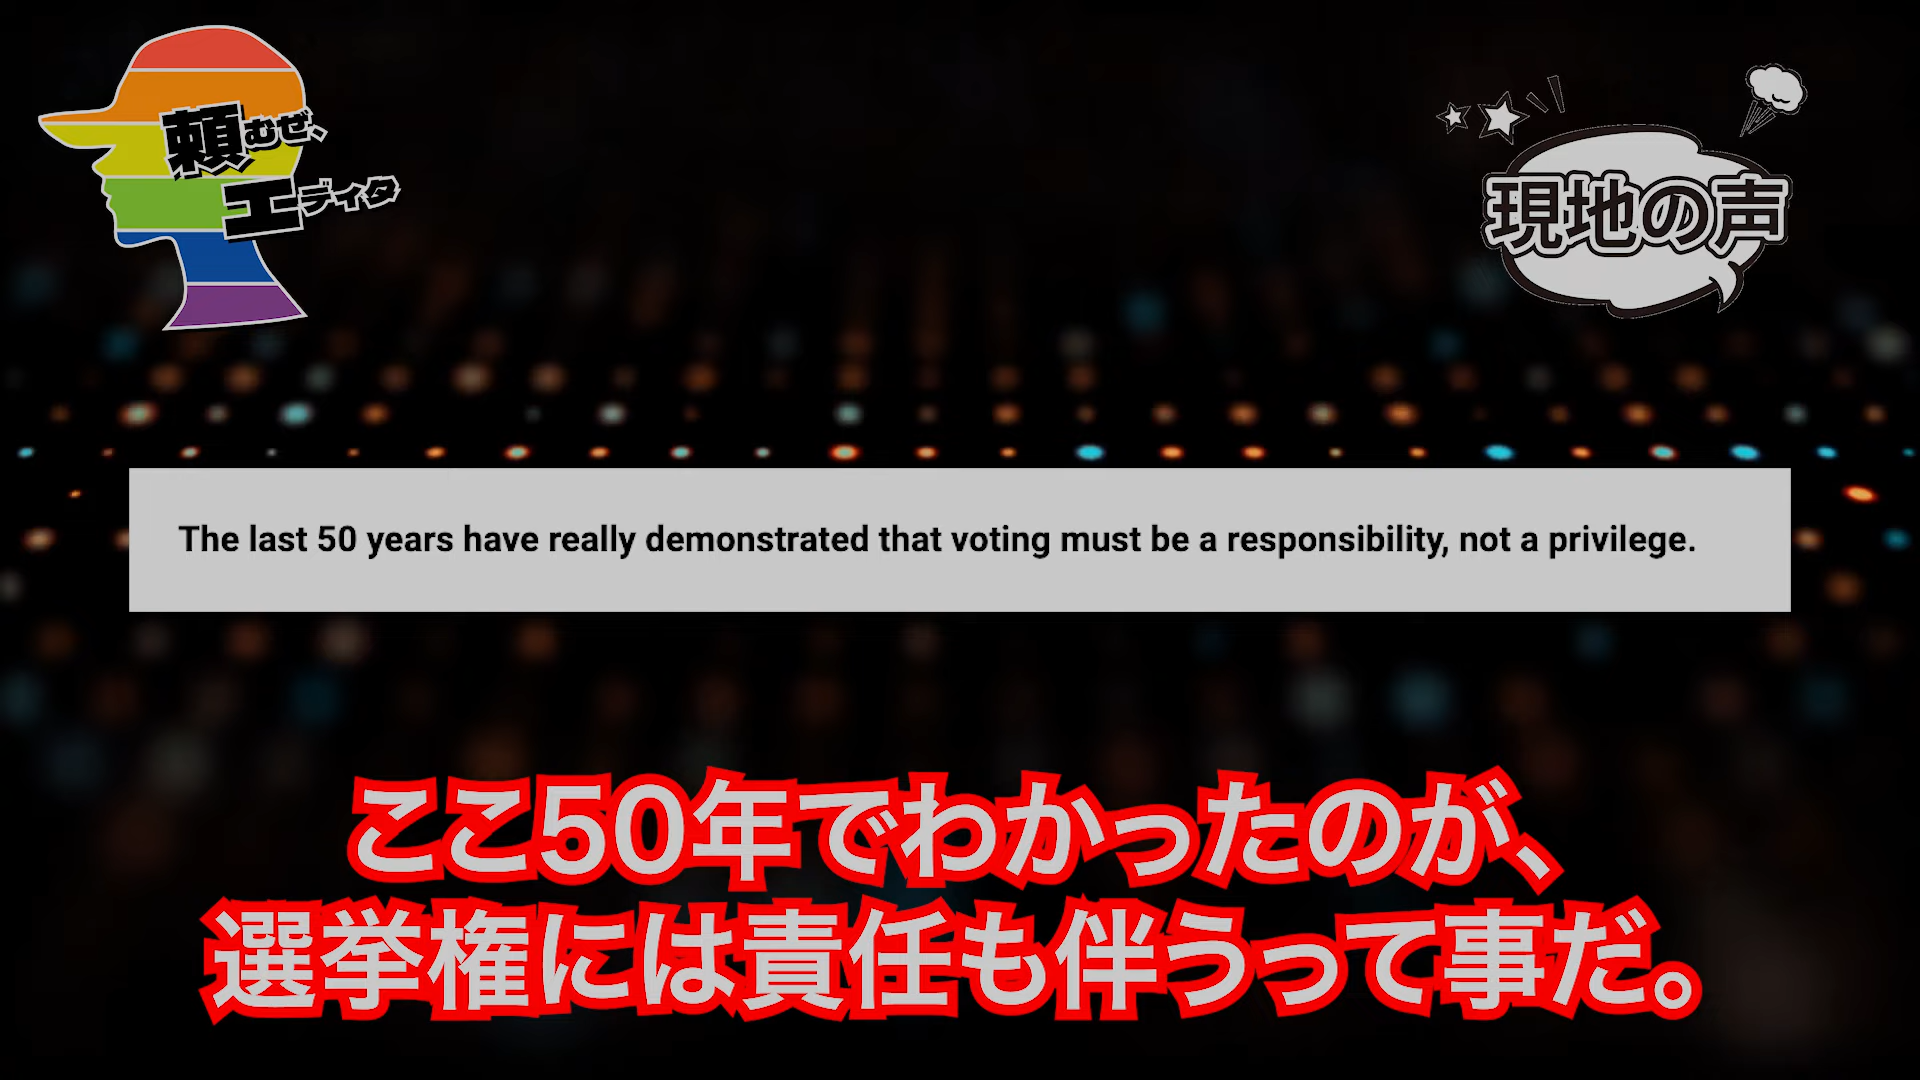 頼むぜ、
エディタ
現地の声
The last 50 years have really demonstrated that voting must be a responsibility, not a privilege.
ここ50年でわかったのが、
選挙権には責任も伴うって事だ。